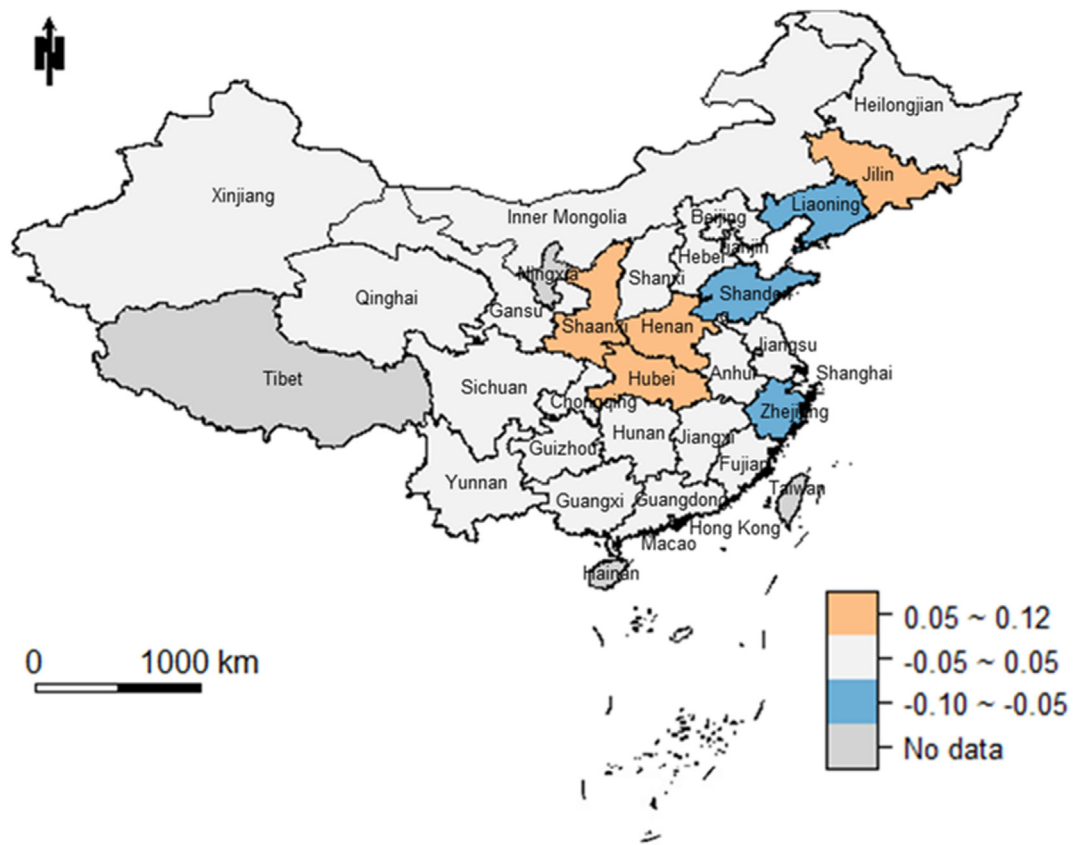 N
Heilongjian
Jilin
Xinjiang
Liaoning
Inner Mongolia
Beijing
Tianjin
Hebei
Ningxia
Shanxi
Qinghai
Shanden
Gansu
Shaanxi
Henan
Jiangsu
Tibet
Hubei
Anhui
Shanghai
Sichuan
Chongqing
Zhejiang
Hunan
Jiangxi
Guizhou
Fujian
Yunnan
Taiwan
Guangxi
Guangdong
Hong Kong
Macao
Hainan
0 1000 km
0.05 ~ 0.12
-0.05 ~ 0.05
-0.10 ~ -0.05
No data